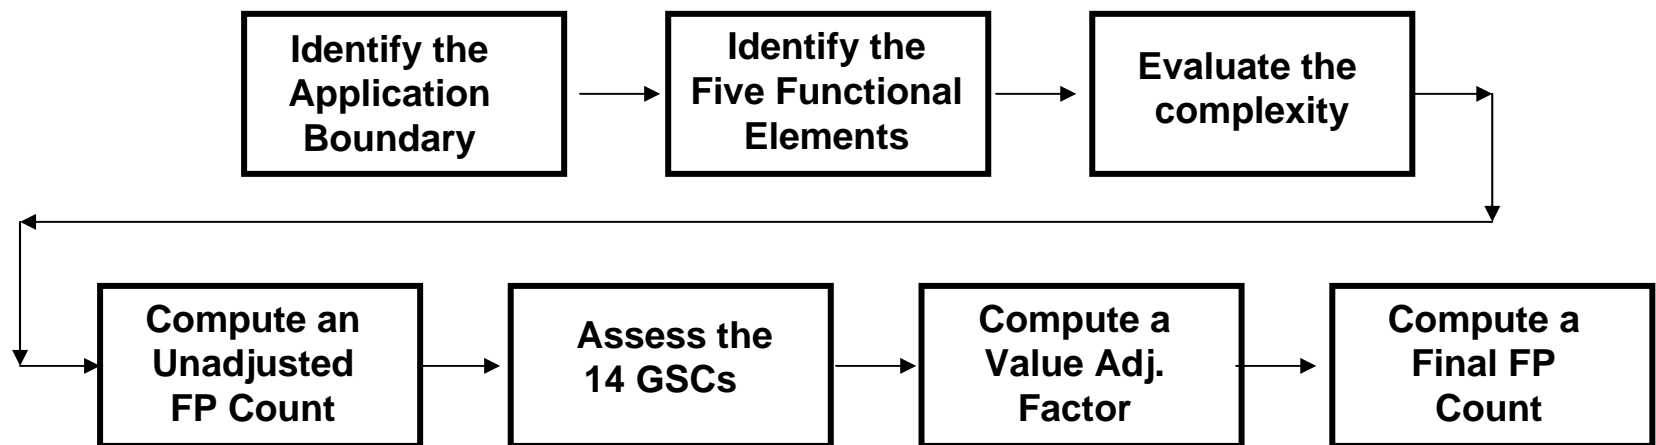 Identify the
Application
Boundary
Identify the
Five Functional
Elements
Evaluate the
complexity
Compute an
Unadjusted
FP Count
Assess the
14 GSCs
Compute a
Value Adj.
Factor
Compute a
Final FP
Count